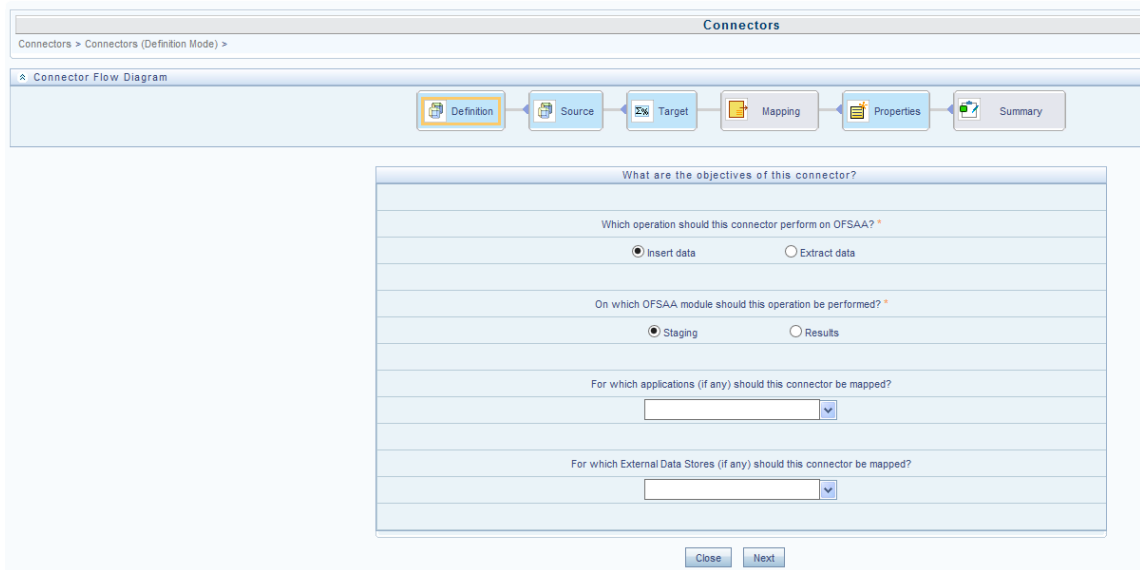 Connectors
Connectors > Connectors (Definition Mode) >
Connector Flow Diagram
Definition Source Σ% Target Mapping Properties Summary
What are the objectives of this connector?
Which operation should this connector perform on OFSAA? *
Insert data Extract data
On which OFSAA module should this operation be performed? *
Staging Results
For which applications (if any) should this connector be mapped?
For which External Data Stores (if any) should this connector be mapped?
Close Next